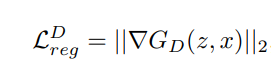 $\mathcal{L}_{reg}^{D} = ||\nabla G_D(z, x)||_2$